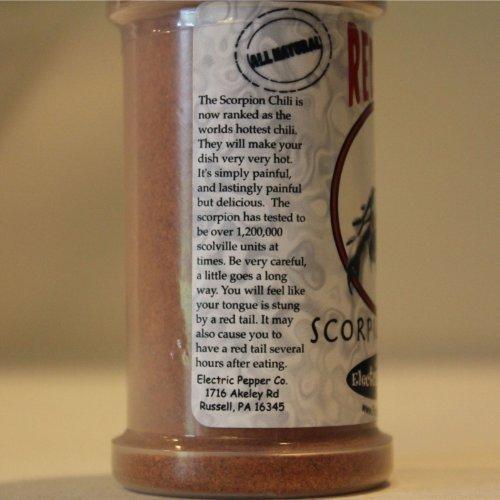 ALL NATURAL
RE
The Scorpion Chili is
now ranked as the
worlds hottest chili.
They will make your
dish very very hot.
It's simply painful,
and lastingly painful
but delicious. The
scorpion has tested to
be over 1,200,000
scolville units at
times. Be very careful,
a little goes a long
way. You will feel like
your tongue is stung
by a red tail. It may
also cause you to
have a red tail several
hours after eating.
Electric Pepper Co.
1716 Akeley Rd
Russell, PA 16345
SCORPI
Elect